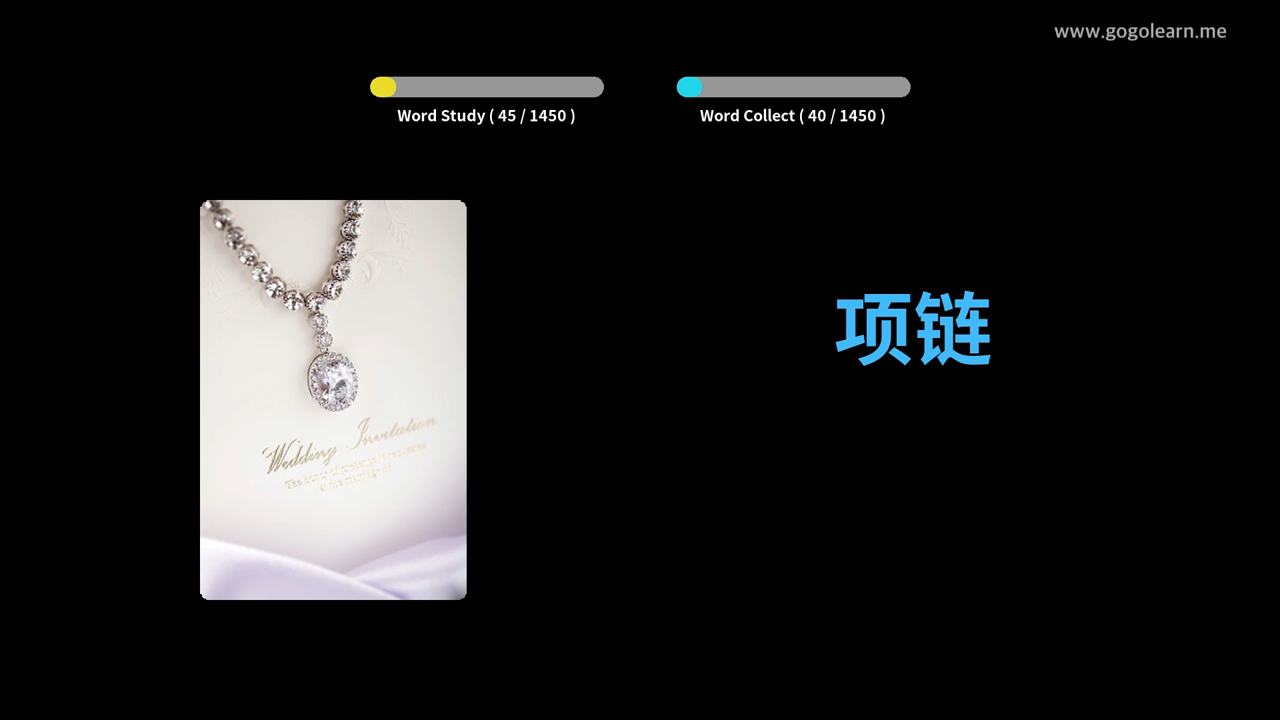 www.gogolearn.me
Word Study ( 45 / 1450 )
Word Collect ( 40 / 1450 )
项链
Wedding Invitation